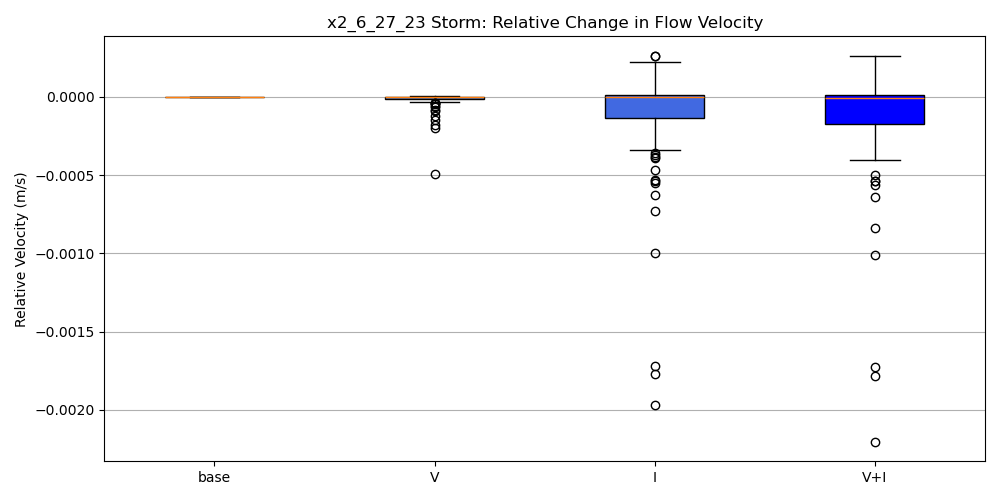 x2_6_27_23 Storm: Relative Change in Flow Velocity
Relative Velocity (m/s)
0.0000
−0.0005
−0.0010
−0.0015
−0.0020
base
V
I
V+I